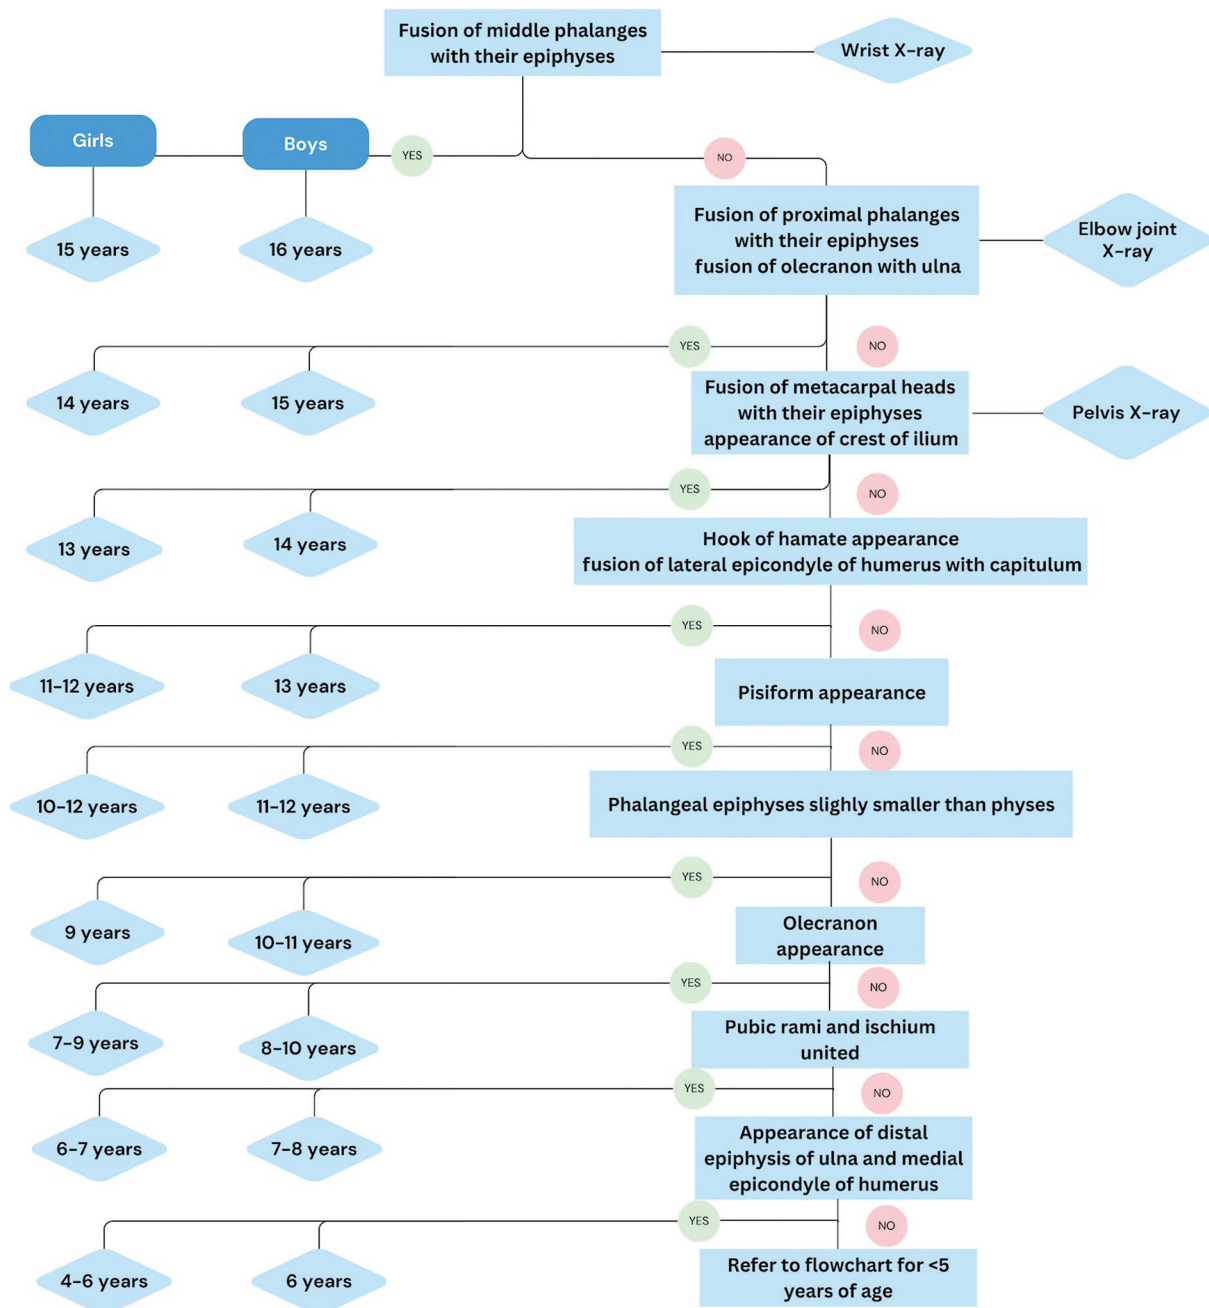 Fusion of middle phalanges
with their epiphyses
Wrist X-ray
Girls
Boys
YES
NO
15 years
16 years
Fusion of proximal phalanges
with their epiphyses
fusion of olecranon with ulna
Elbow joint
X-ray
YES
NO
14 years
15 years
Fusion of metacarpal heads
with their epiphyses
appearance of crest of ilium
Pelvis X-ray
YES
NO
13 years
14 years
Hook of hamate appearance
fusion of lateral epicondyle of humerus with capitulum
YES
NO
11-12 years
13 years
Pisiform appearance
YES
NO
10-12 years
11-12 years
Phalangeal epiphyses slighly smaller than physes
YES
NO
9 years
10-11 years
Olecranon
appearance
YES
NO
7-9 years
8-10 years
Pubic rami and ischium
united
YES
NO
6-7 years
7-8 years
Appearance of distal
epiphysis of ulna and medial
epicondyle of humerus
YES
NO
4-6 years
6 years
Refer to flowchart for <5
years of age